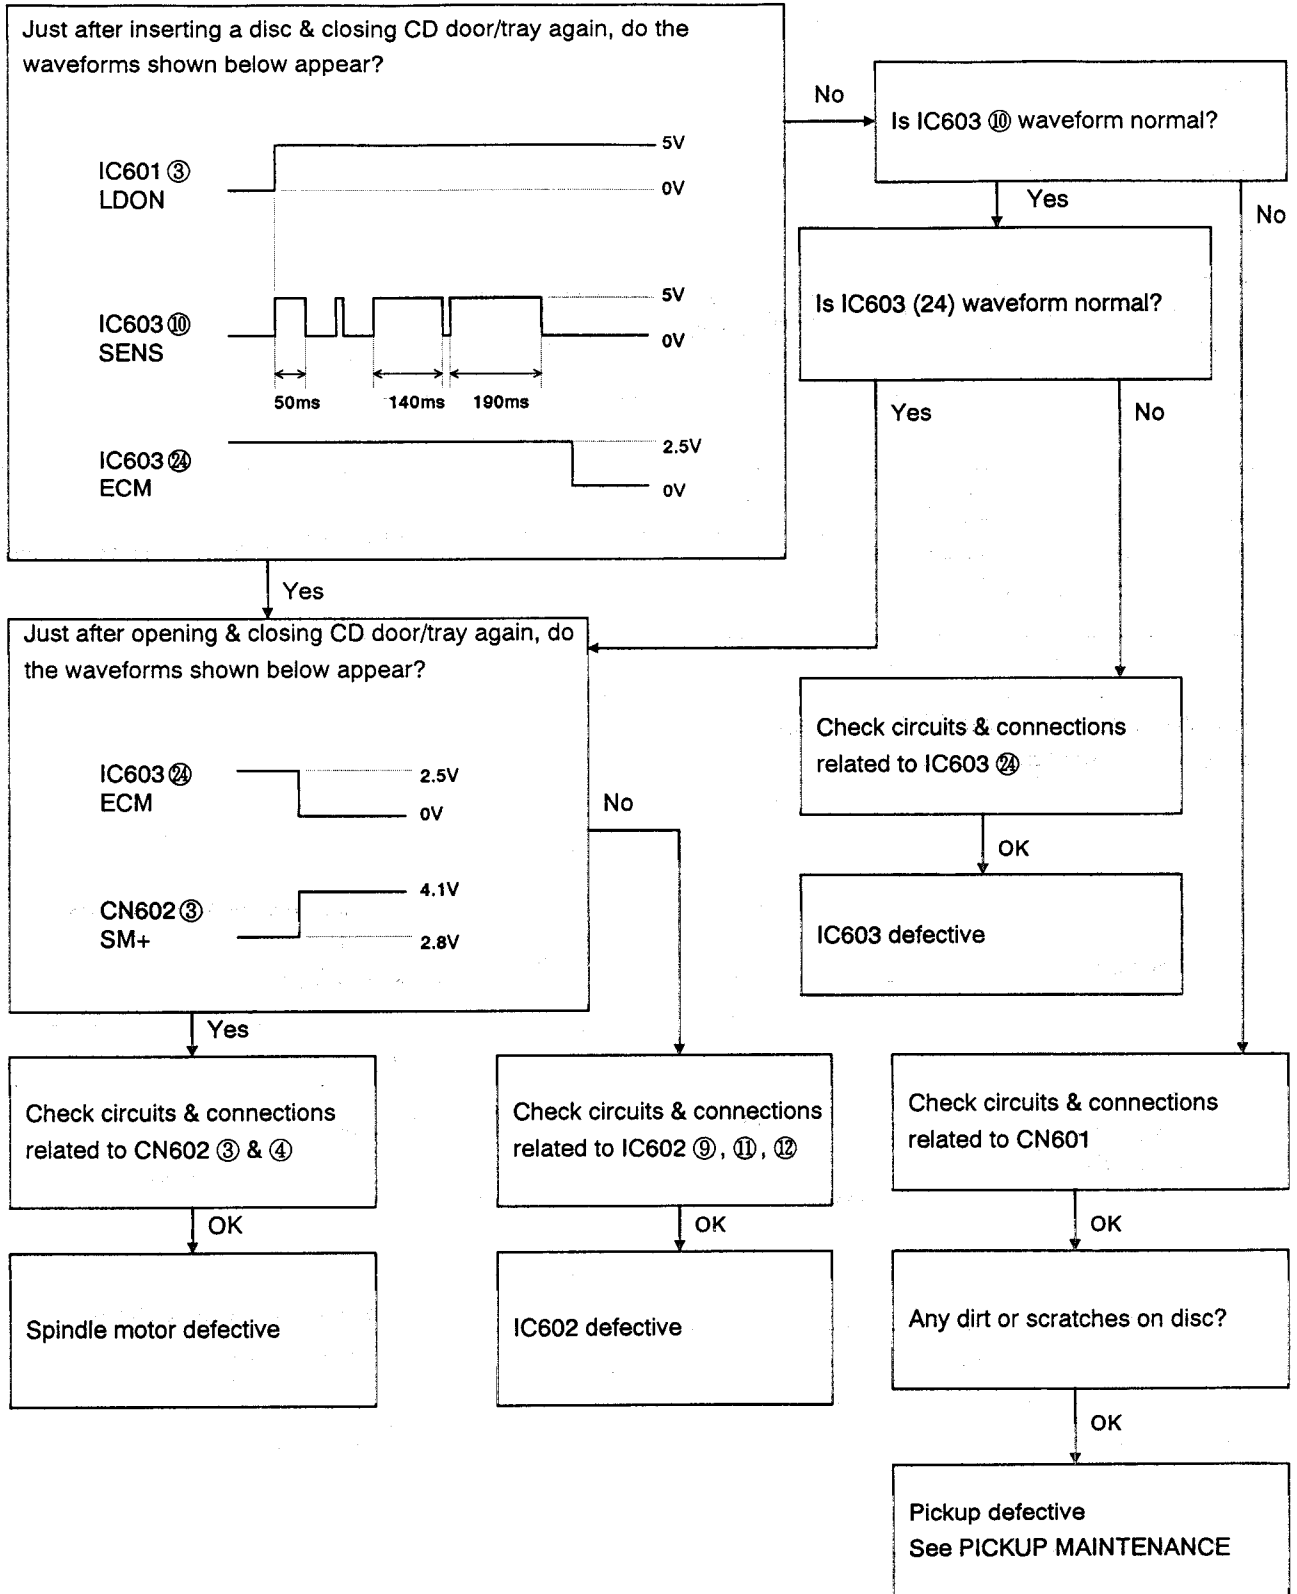 Just after inserting a disc & closing CD door/tray again, do the
waveforms shown below appear?
IC601 ③
LDON
5V
0V
IC603 ⑩
SENS
5V
0V
50ms
140ms
190ms
IC603 ㉔
ECM
2.5V
0V
No
Is IC603 ⑩ waveform normal?
Yes
No
Is IC603 (24) waveform normal?
Yes
No
Yes
Just after opening & closing CD door/tray again, do
the waveforms shown below appear?
IC603 ㉔
ECM
2.5V
0V
CN602 ③
SM+
4.1V
2.8V
No
Check circuits & connections
related to IC603 ㉔
OK
IC603 defective
Yes
Check circuits & connections
related to CN602 ③ & ④
OK
Spindle motor defective
Check circuits & connections
related to IC602 ⑨, ⑪, ⑫
OK
IC602 defective
Check circuits & connections
related to CN601
OK
Any dirt or scratches on disc?
OK
Pickup defective
See PICKUP MAINTENANCE